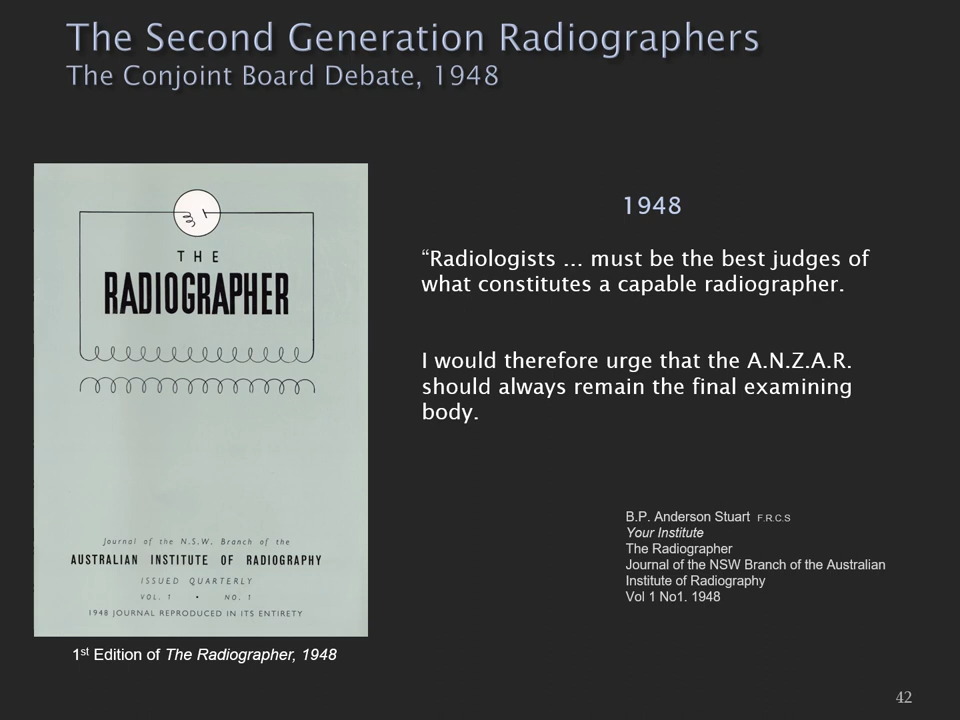 The Second Generation Radiographers
The Conjoint Board Debate, 1948
THE
RADIOGRAPHER
Journal of the N.S.W. Branch of the
AUSTRALIAN INSTITUTE OF RADIOGRAPHY
ISSUED QUARTERLY
VOL. 1 • NO. 1
1948 JOURNAL REPRODUCED IN ITS ENTIRETY
1st Edition of The Radiographer, 1948
1948
“Radiologists ... must be the best judges of
what constitutes a capable radiographer.
I would therefore urge that the A.N.Z.A.R.
should always remain the final examining
body.
B.P. Anderson Stuart F.R.C.S
Your Institute
The Radiographer
Journal of the NSW Branch of the Australian
Institute of Radiography
Vol 1 No1. 1948
42